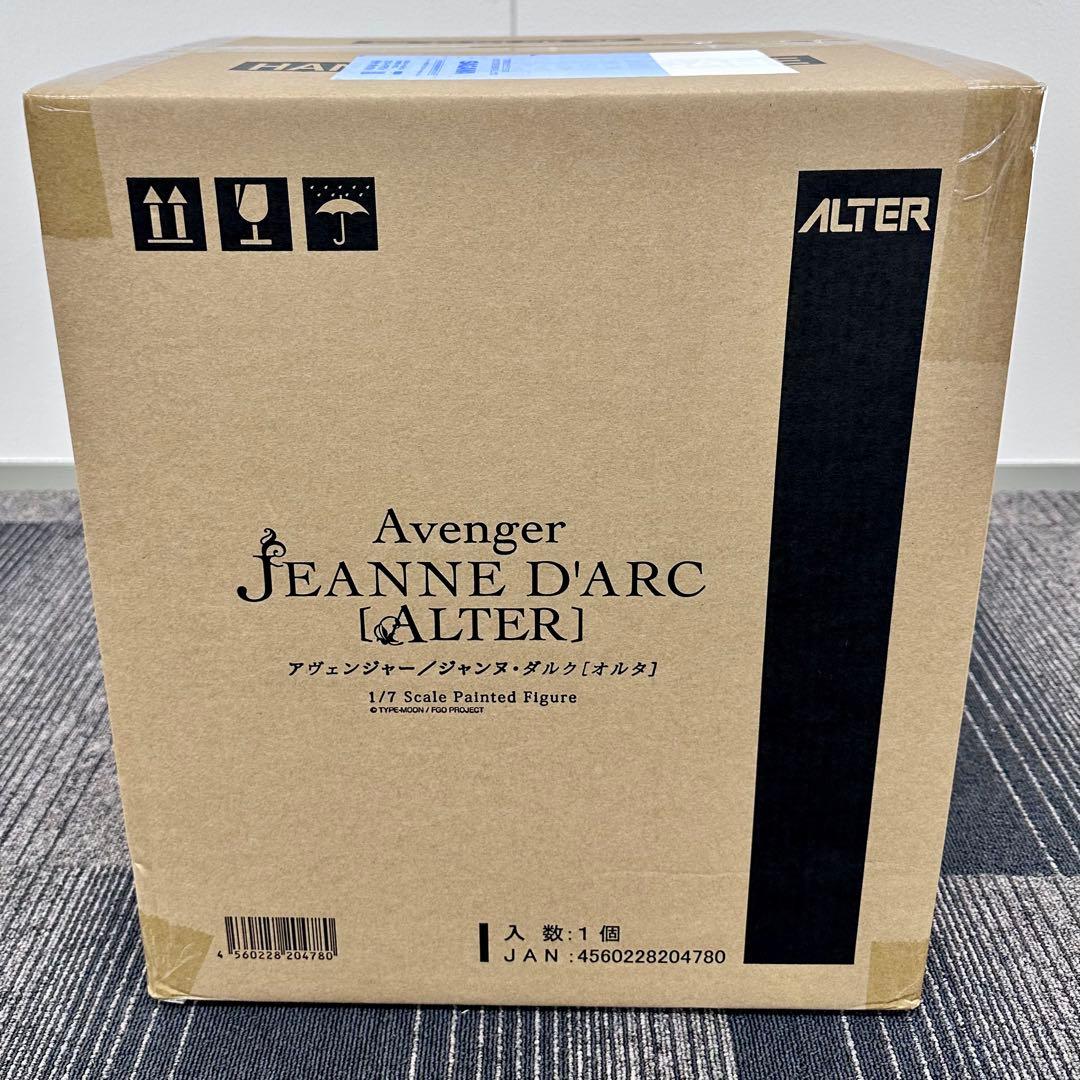 ALTER
Avenger
JEANNE D'ARC
[ALTER]
アヴェンジャー／ジャンヌ・ダルク[オルタ]
1/7 Scale Painted Figure
© TYPE-MOON / FGO PROJECT
4 560228 204780
入 数:1 個
JAN :4560228204780